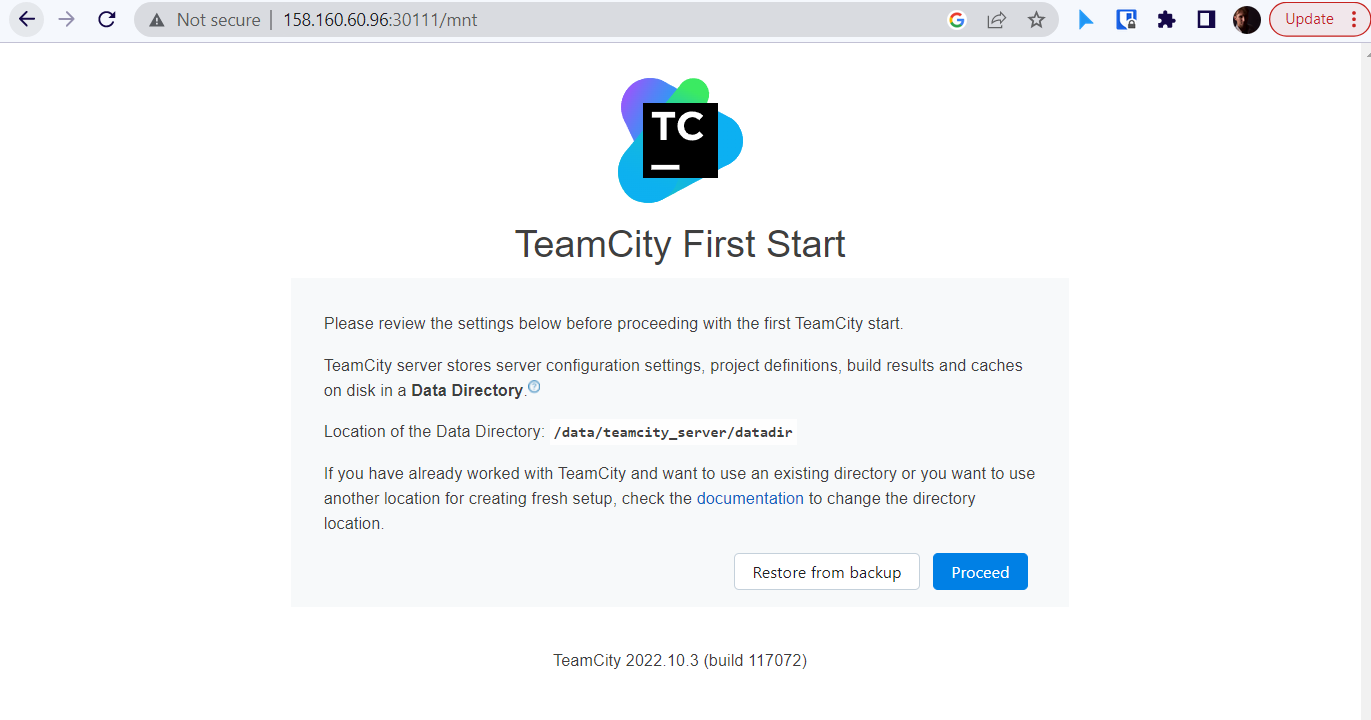 Not secure | 158.160.60.96:30111/mnt
Update
TC
TeamCity First Start
Please review the settings below before proceeding with the first TeamCity start.
TeamCity server stores server configuration settings, project definitions, build results and caches
on disk in a Data Directory.?
Location of the Data Directory: /data/teamcity_server/datadir
If you have already worked with TeamCity and want to use an existing directory or you want to use
another location for creating fresh setup, check the documentation to change the directory
location.
Restore from backup
Proceed
TeamCity 2022.10.3 (build 117072)